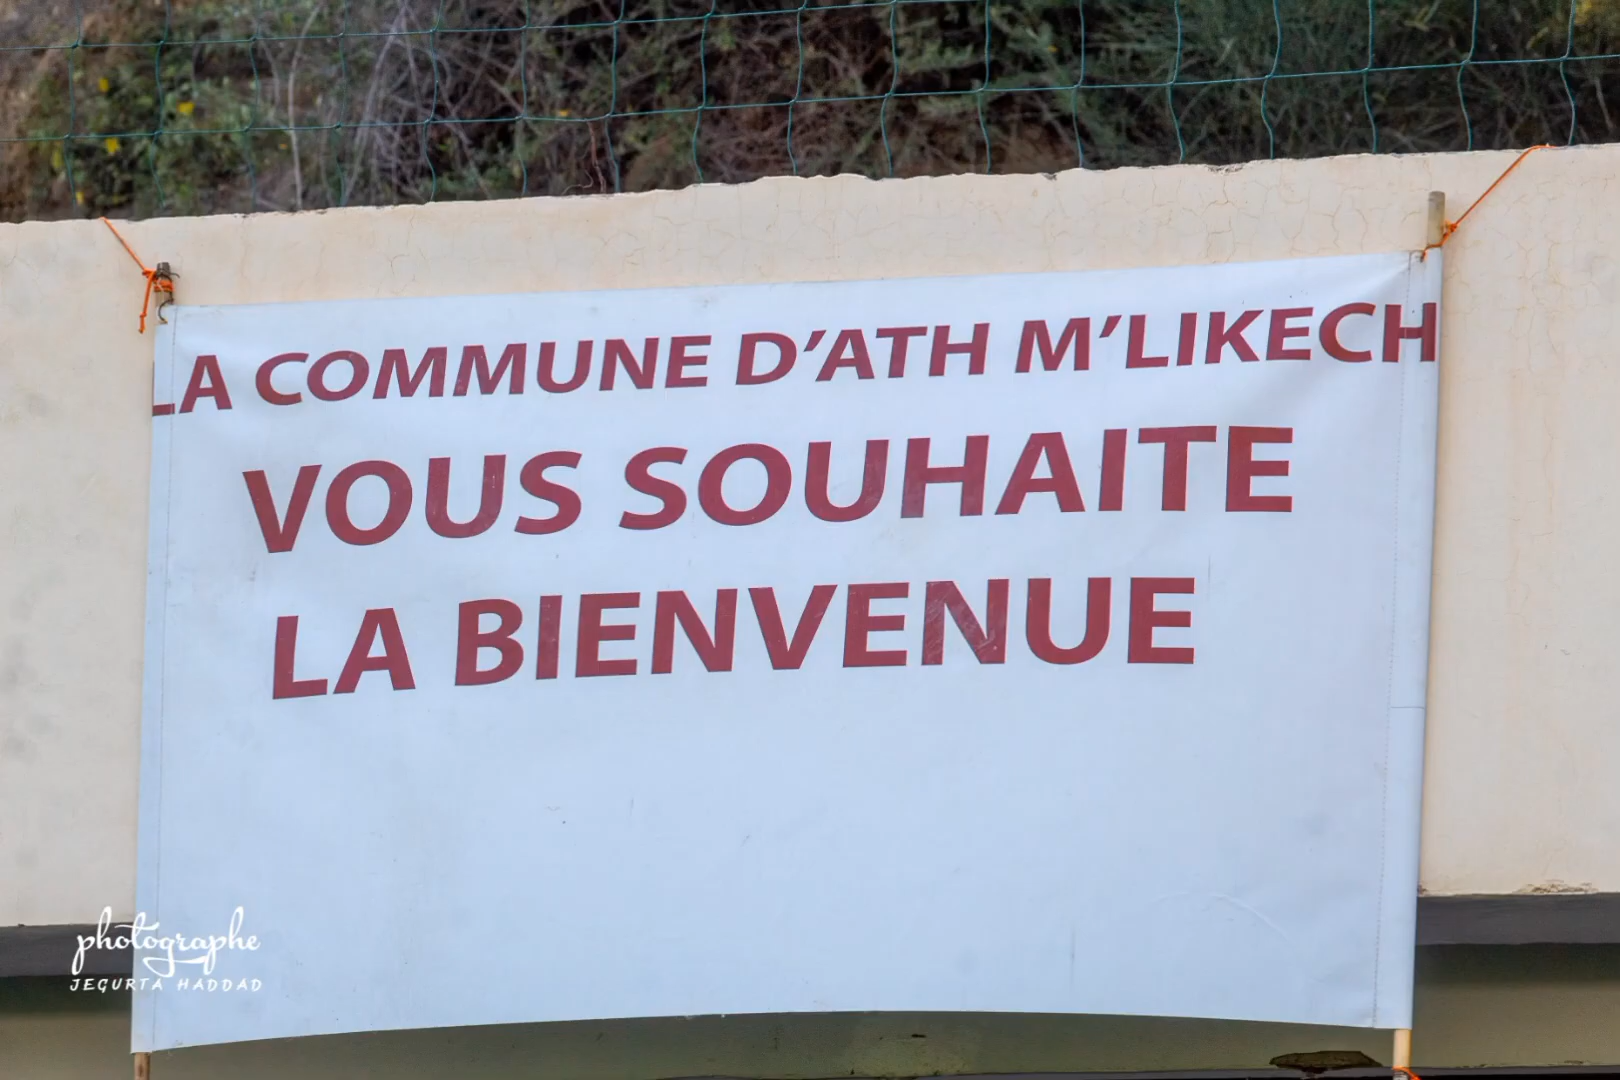 LA COMMUNE D'ATH M'LIKECH
VOUS SOUHAITE
LA BIENVENUE
photographe
JEGURTA HADDAD